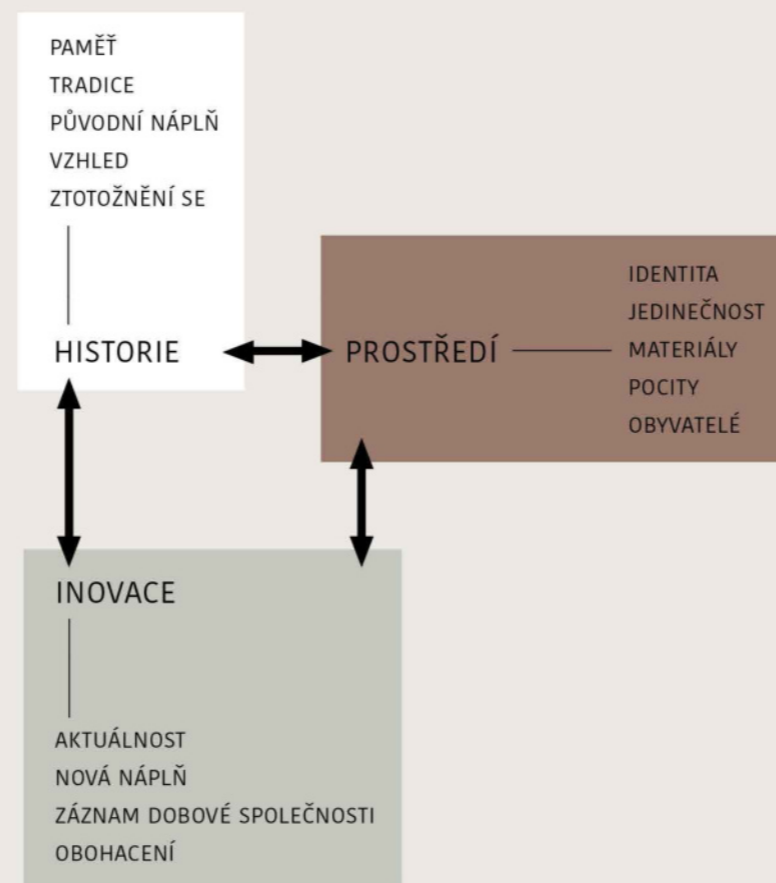 PAMĚŤ
TRADICE
PŮVODNÍ NÁPLŇ
VZHLED
ZTOTOŽNĚNÍ SE
HISTORIE
PROSTŘEDÍ
IDENTITA
JEDINEČNOST
MATERIÁLY
POCITY
OBYVATELÉ
INOVACE
AKTUÁLNOST
NOVÁ NÁPLŇ
ZÁZNAM DOBOVÉ SPOLEČNOSTI
OBOHACENÍ